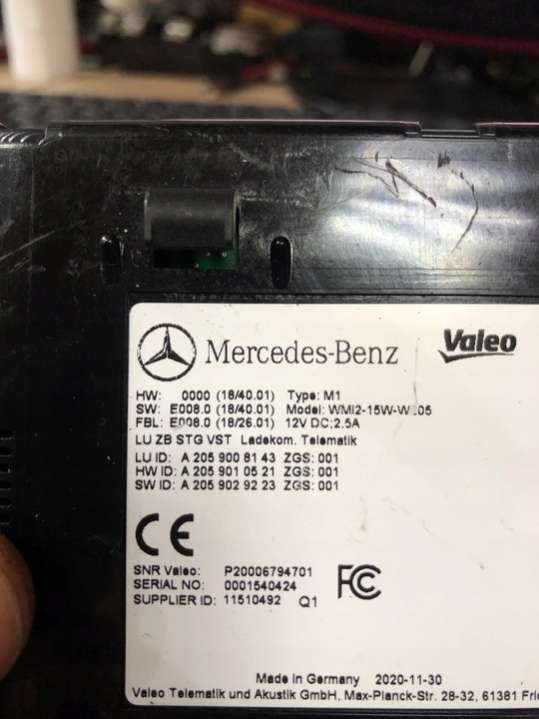 Mercedes-Benz
Valeo
HW: 0000 (18/40.01) Type: M1
SW: E008.0 (18/40.01) Model: WMI2-15W-W205
FBL: E008.0 (18/26.01) 12V DC;2.5A
LU ZB STG VST Ladekom. Telematik
LU ID: A 205 900 81 43 ZGS: 001
HW ID: A 205 901 05 21 ZGS: 001
SW ID: A 205 902 92 23 ZGS: 001
CE
SNR Valeo: P20006794701
SERIAL NO: 0001540424
SUPPLIER ID: 11510492 Q1
FC
Made in Germany 2020-11-30
Valeo Telematik und Akustik GmbH, Max-Planck-Str. 28-32, 61381 Frie